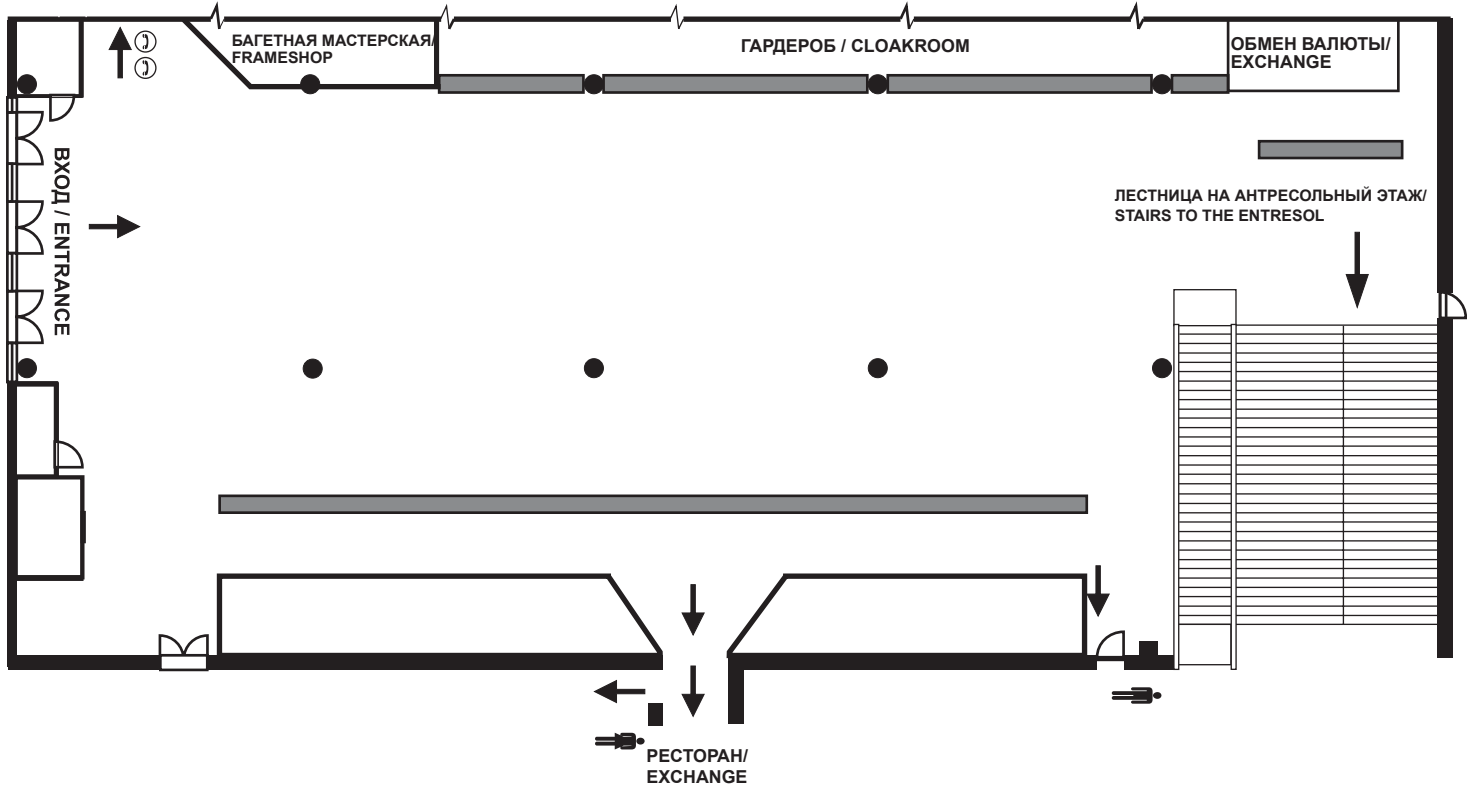 БАГЕТНАЯ МАСТЕРСКАЯ/
FRAMESHOP
ГАРДЕРОБ / CLOAKROOM
ОБМЕН ВАЛЮТЫ/
EXCHANGE
ВХОД / ENTRANCE
ЛЕСТНИЦА НА АНТРЕСОЛЬНЫЙ ЭТАЖ/
STAIRS TO THE ENTRESOL
РЕСТОРАН/
EXCHANGE